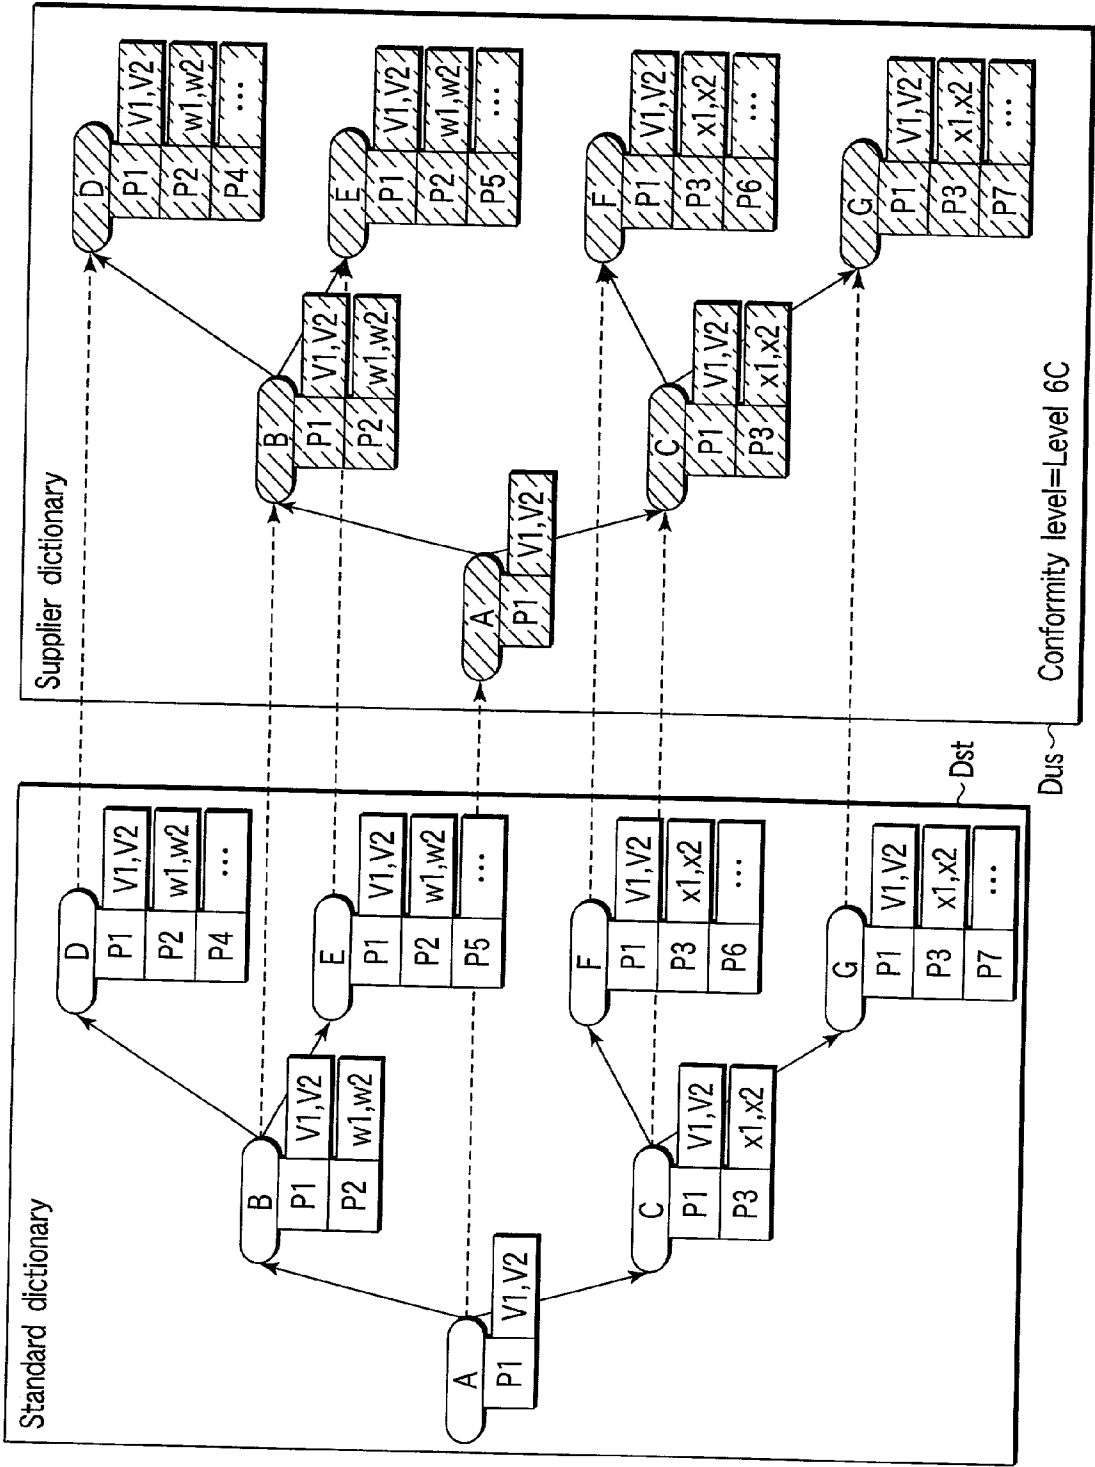 Standard dictionary
A
P1
V1,V2
B
P1
V1,V2
P2
w1,w2
C
P1
V1,V2
P3
x1,x2
D
P1
V1,V2
P2
w1,w2
P4
...
E
P1
V1,V2
P2
w1,w2
P5
...
F
P1
V1,V2
P3
x1,x2
P6
...
G
P1
V1,V2
P3
x1,x2
P7
...
Dst
Supplier dictionary
A
P1
V1,V2
B
P1
V1,V2
P2
w1,w2
C
P1
V1,V2
P3
x1,x2
D
P1
V1,V2
P2
w1,w2
P4
...
E
P1
V1,V2
P2
w1,w2
P5
...
F
P1
V1,V2
P3
x1,x2
P6
...
G
P1
V1,V2
P3
x1,x2
P7
...
Conformity level=Level 6C
Dus